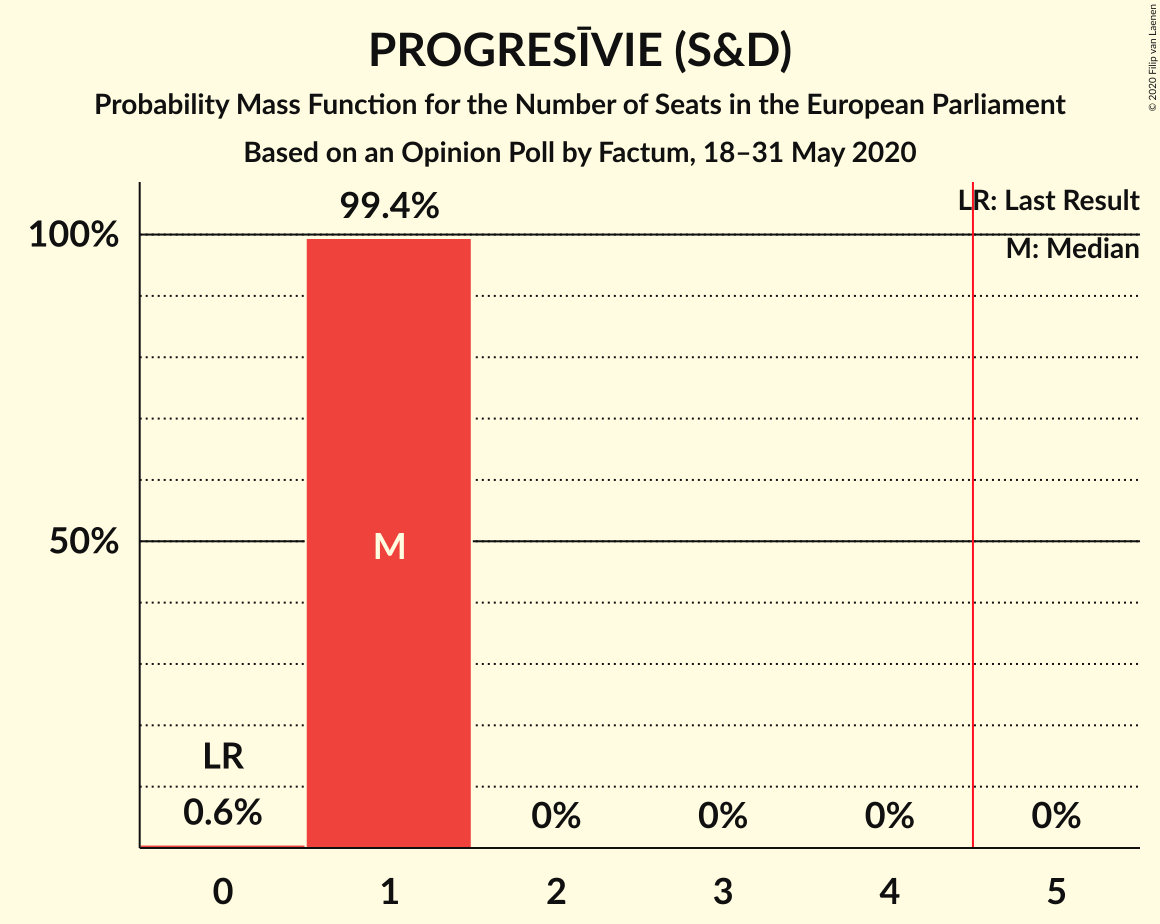 PROGRESĪVIE (S&D)
Probability Mass Function for the Number of Seats in the European Parliament
Based on an Opinion Poll by Factum, 18–31 May 2020
© 2020 Filip van Laenen
LR: Last Result
M: Median
99.4%
100%
50%
M
LR
0.6%
0% 0% 0% 0%
0 1 2 3 4 5